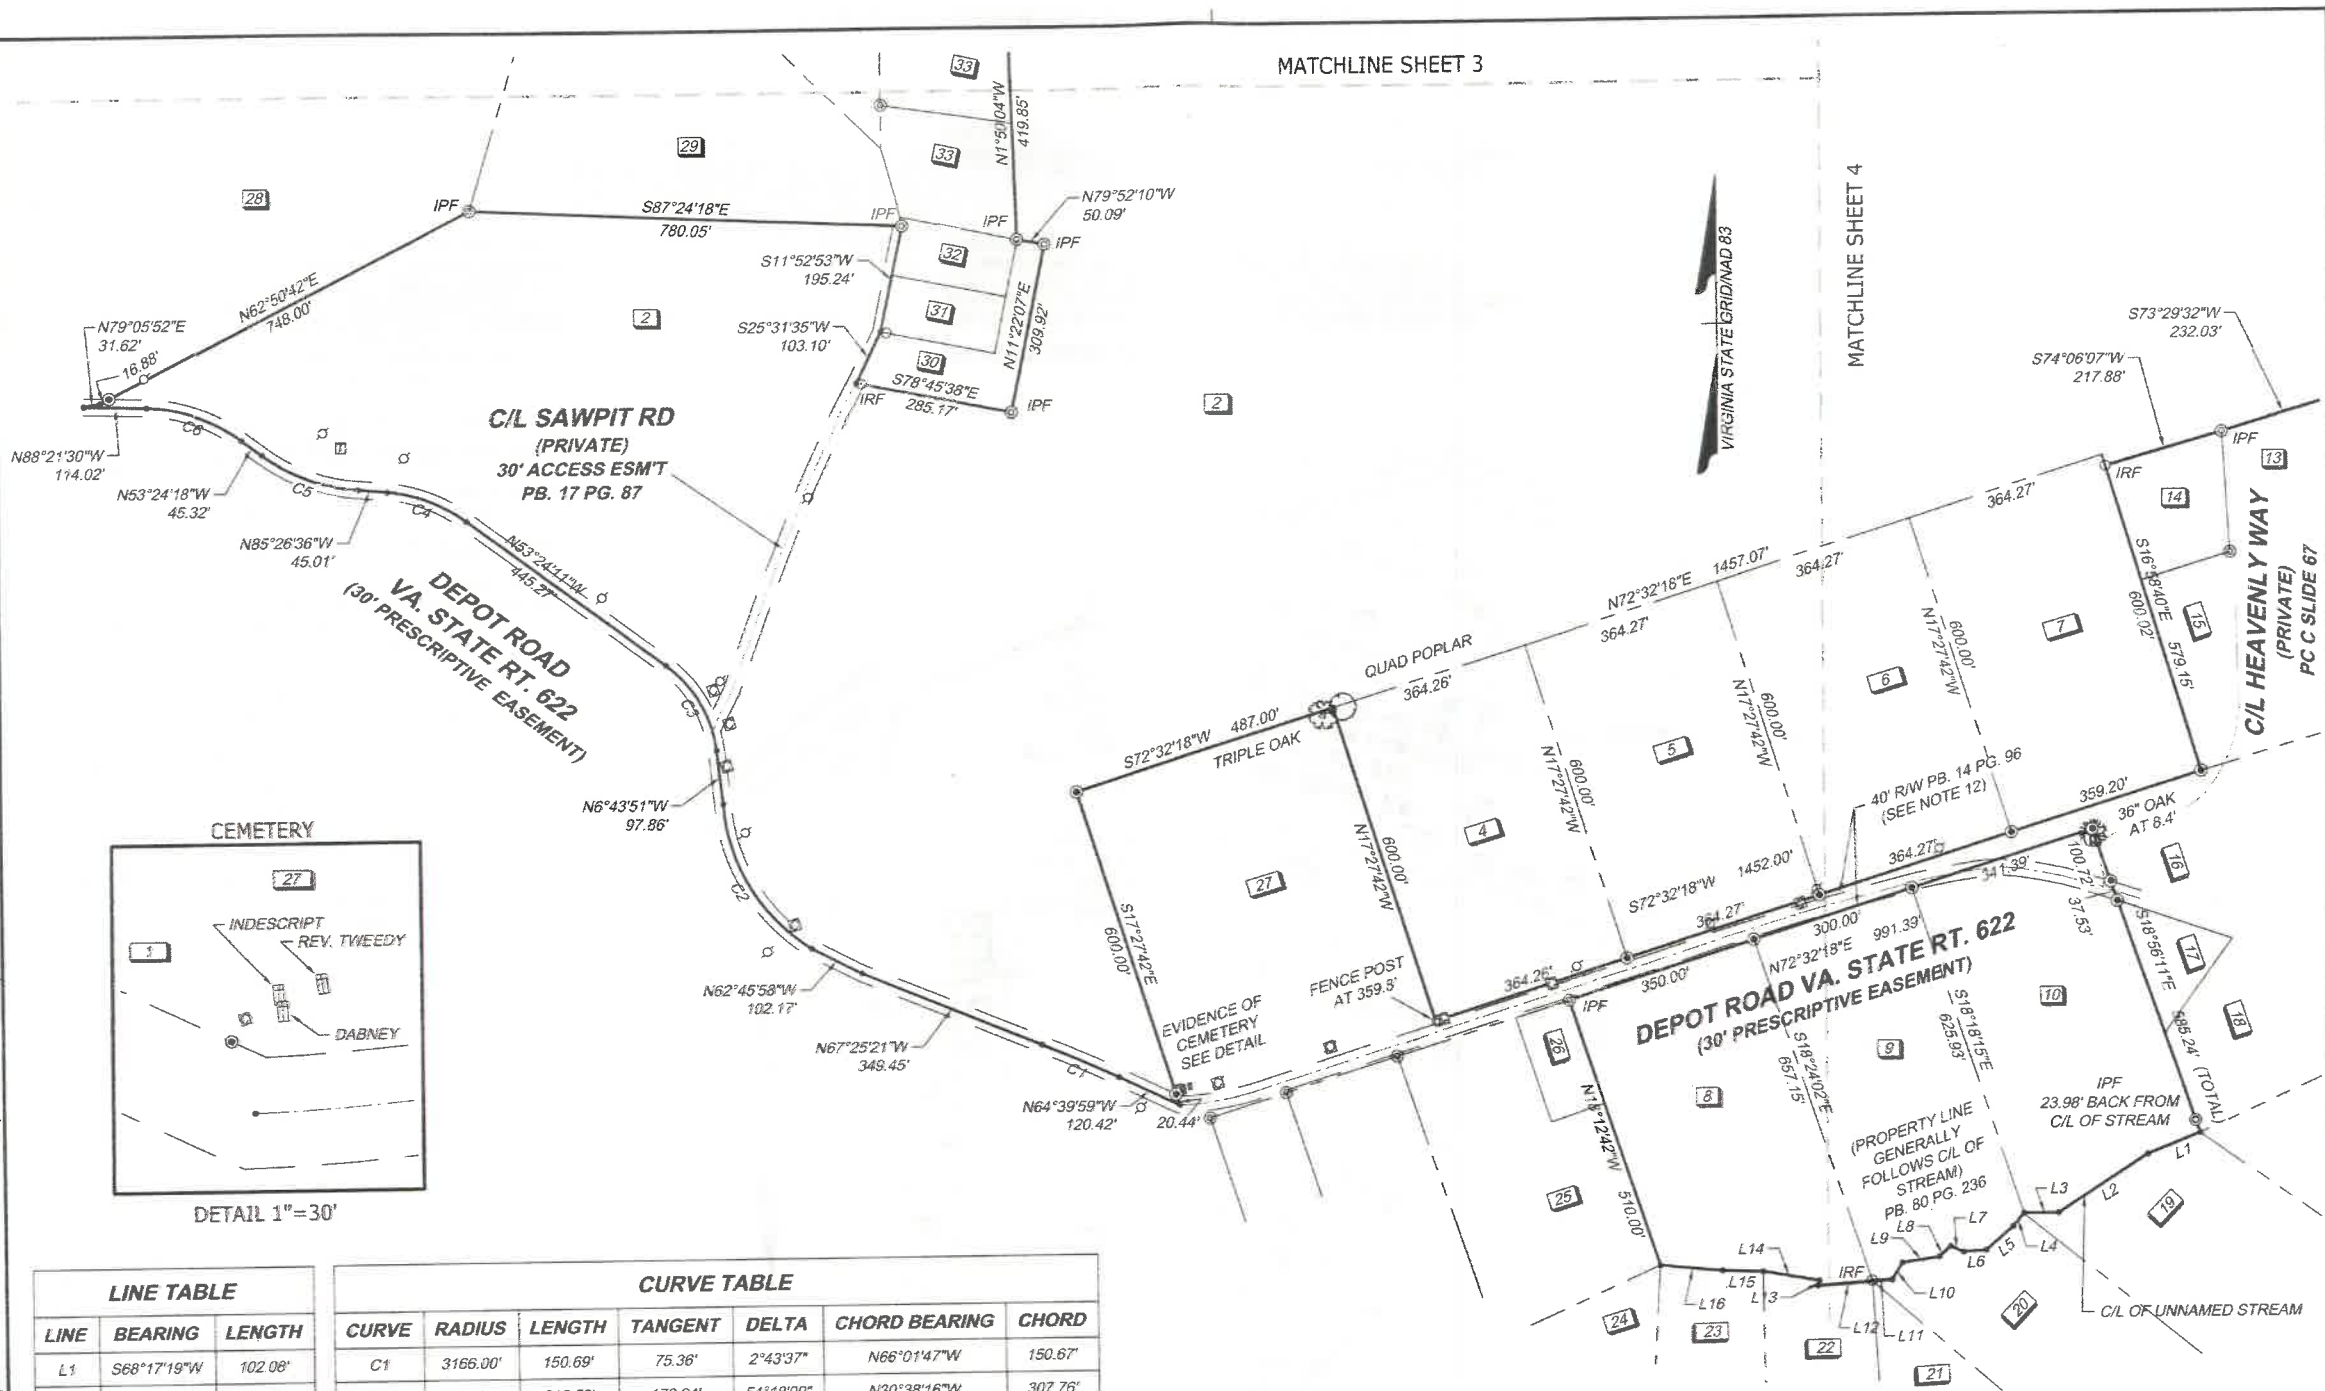 MATCHLINE SHEET 3
MATCHLINE SHEET 4
VIRGINIA STATE GRID/NAD 83
33
33
29
28
32
31
30
2
2
IPF
IPF
IPF
IPF
IRF
IPF
N1°50'04"W
419.85'
N79°52'10"W
50.09'
S87°24'18"E
780.05'
S11°52'53"W
195.24'
S25°31'35"W
103.10'
N11°22'07"E
309.92'
S78°45'38"E
285.17'
N62°50'42"E
748.00'
N79°05'52"E
31.62'
16.88'
N88°21'30"W
114.02'
C6
N53°24'18"W
45.32'
C5
N85°26'36"W
45.01'
C4
N53°24'11"W
445.27'
C/L SAWPIT RD
(PRIVATE)
30' ACCESS ESM'T
PB. 17 PG. 87
DEPOT ROAD
VA. STATE RT. 622
(30' PRESCRIPTIVE EASEMENT)
C3
N6°43'51"W
97.86'
C2
N62°45'58"W
102.17'
N67°25'21"W
349.45'
C1
N64°39'59"W
120.42'
20.44'
S73°29'32"W
232.03'
S74°06'07"W
217.88'
IPF
IRF
13
14
15
C/L HEAVENLY WAY
(PRIVATE)
PC C SLIDE 67
S16°58'40"E 579.15'
600.02'
N72°32'18"E 1457.07'
364.27'
364.27'
364.27'
364.26'
QUAD POPLAR
S72°32'18"W 487.00'
TRIPLE OAK
S17°27'42"E
600.00'
27
N17°27'42"W
600.00'
4
N17°27'42"W
600.00'
5
N17°27'42"W
600.00'
6
N17°27'42"W
600.00'
7
40' R/W PB. 14 PG. 96
(SEE NOTE 12)
359.20'
36" OAK
AT 8.4'
S72°32'18"W 1452.00'
364.27'
364.27'
364.26'
341.39'
300.00'
350.00'
N72°32'18"E 991.39'
100.72'
37.53'
16
17
18
S18°56'11"E
585.24' (TOTAL)
EVIDENCE OF
CEMETERY
SEE DETAIL
FENCE POST
AT 359.3'
IPF
DEPOT ROAD VA. STATE RT. 622
(30' PRESCRIPTIVE EASEMENT)
26
25
510.00'
8
S18°24'02"E
657.15'
9
S18°18'15"E
625.93'
10
IPF
23.98' BACK FROM
C/L OF STREAM
(PROPERTY LINE
GENERALLY
FOLLOWS C/L OF
STREAM)
PB. 80 PG. 236
L1
L2
L3
L4
L5
L6
L7
L8
L9
L10
L11
L12
L13
L14
L15
L16
IRF
19
20
21
22
23
24
C/L OF UNNAMED STREAM
CEMETERY
27
INDESCRIPT
REV. TWEEDY
1
DABNEY
DETAIL 1"=30'
LINE TABLE
LINE BEARING LENGTH
L1 S68°17'19"W 102.08'
CURVE TABLE
CURVE RADIUS LENGTH TANGENT DELTA CHORD BEARING CHORD
C1 3166.00' 150.69' 75.36' 2°43'37" N66°01'47"W 150.67'
N30°38'16"W 307.76'